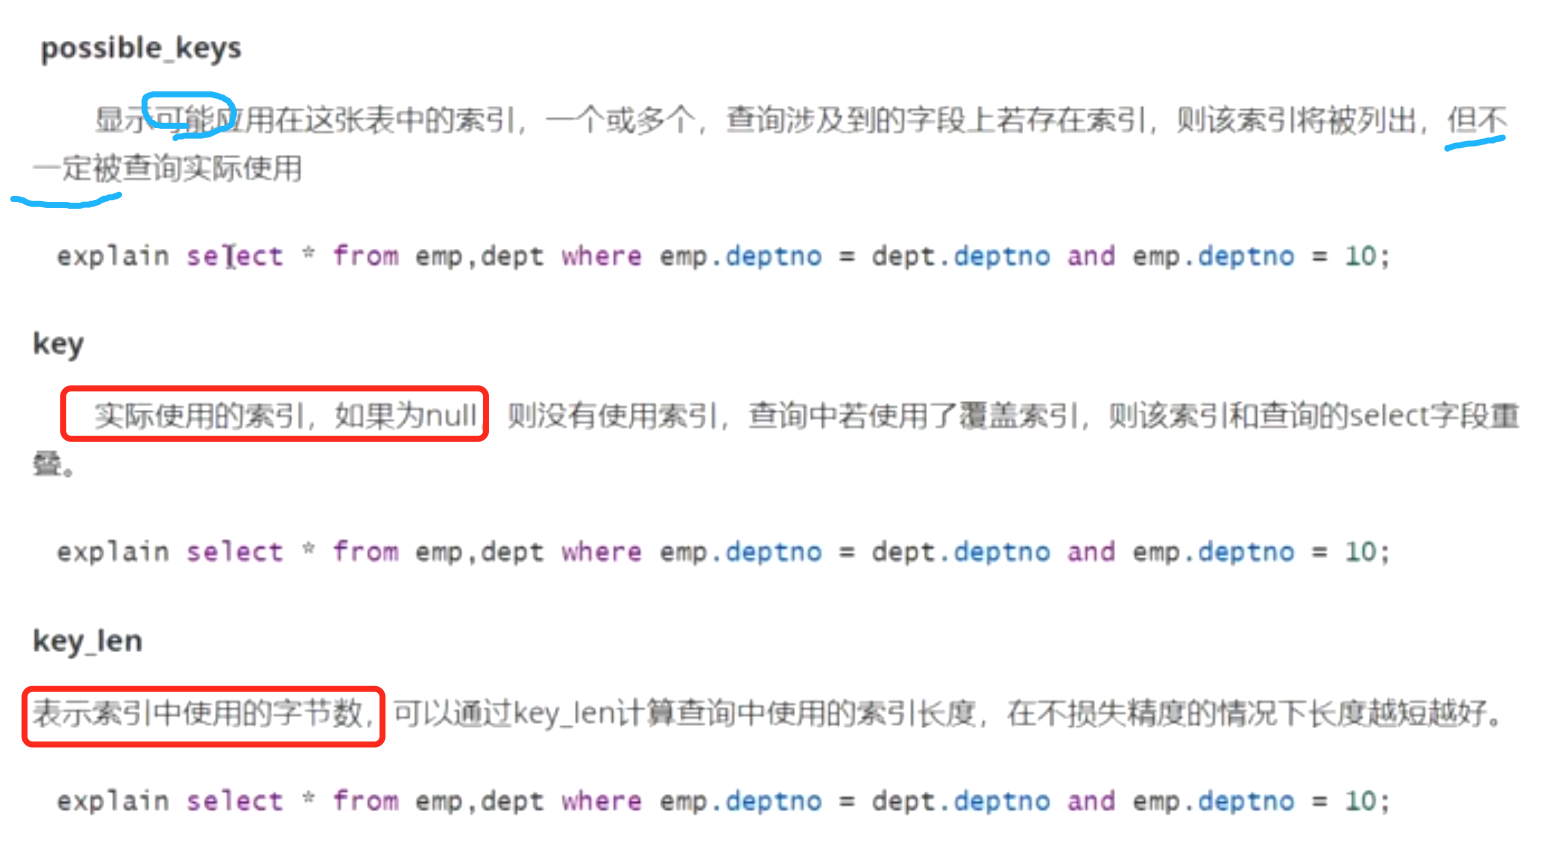 possible_keys
显示可能应用在这张表中的索引，一个或多个，查询涉及到的字段上若存在索引，则该索引将被列出，但不
一定被查询实际使用
explain select * from emp,dept where emp.deptno = dept.deptno and emp.deptno = 10;
key
实际使用的索引，如果为null，则没有使用索引，查询中若使用了覆盖索引，则该索引和查询的select字段重
叠。
explain select * from emp,dept where emp.deptno = dept.deptno and emp.deptno = 10;
key_len
表示索引中使用的字节数，可以通过key_len计算查询中使用的索引长度，在不损失精度的情况下长度越短越好。
explain select * from emp,dept where emp.deptno = dept.deptno and emp.deptno = 10;